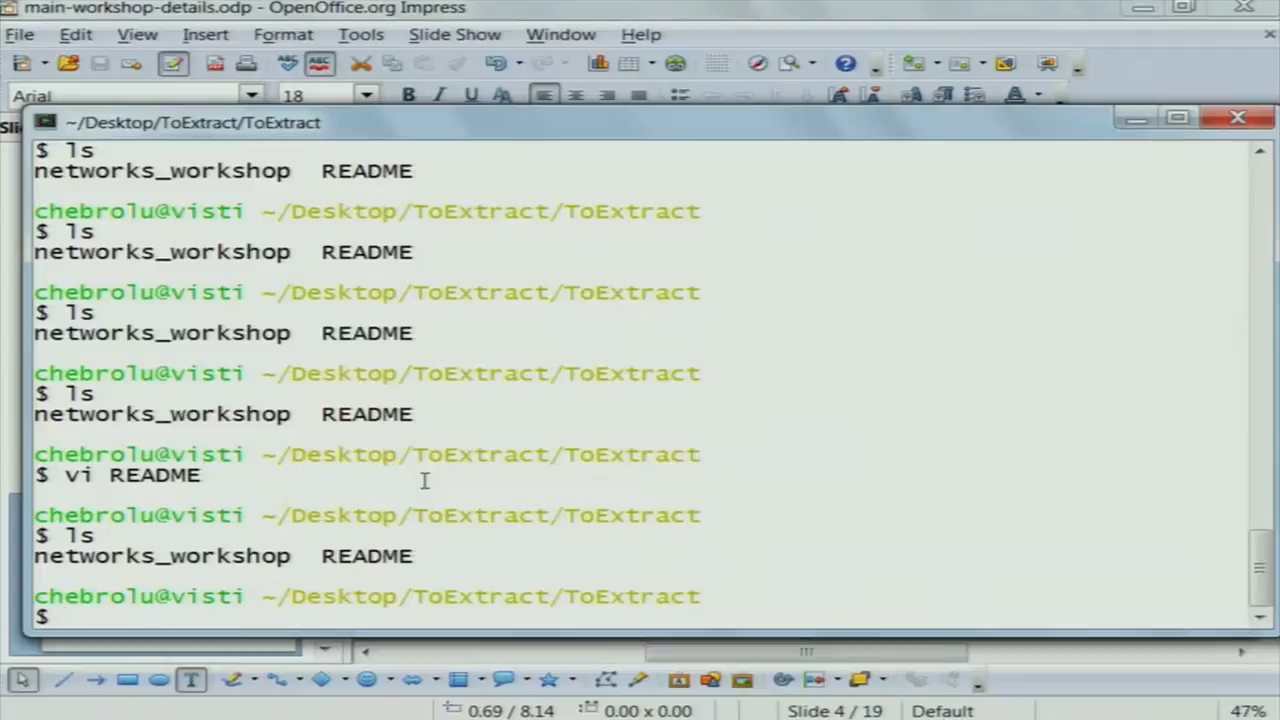 main-workshop-details.odp - OpenOffice.org Impress
File Edit View Insert Format Tools Slide Show Window Help
Arial 18
~/Desktop/ToExtract/ToExtract
$ ls
networks_workshop README
chebrolu@visti ~/Desktop/ToExtract/ToExtract
$ ls
networks_workshop README
chebrolu@visti ~/Desktop/ToExtract/ToExtract
$ ls
networks_workshop README
chebrolu@visti ~/Desktop/ToExtract/ToExtract
$ ls
networks_workshop README
chebrolu@visti ~/Desktop/ToExtract/ToExtract
$ vi README
chebrolu@visti ~/Desktop/ToExtract/ToExtract
$ ls
networks_workshop README
chebrolu@visti ~/Desktop/ToExtract/ToExtract
$
0.69 / 8.14 0.00 x 0.00 Slide 4 / 19 Default 47%